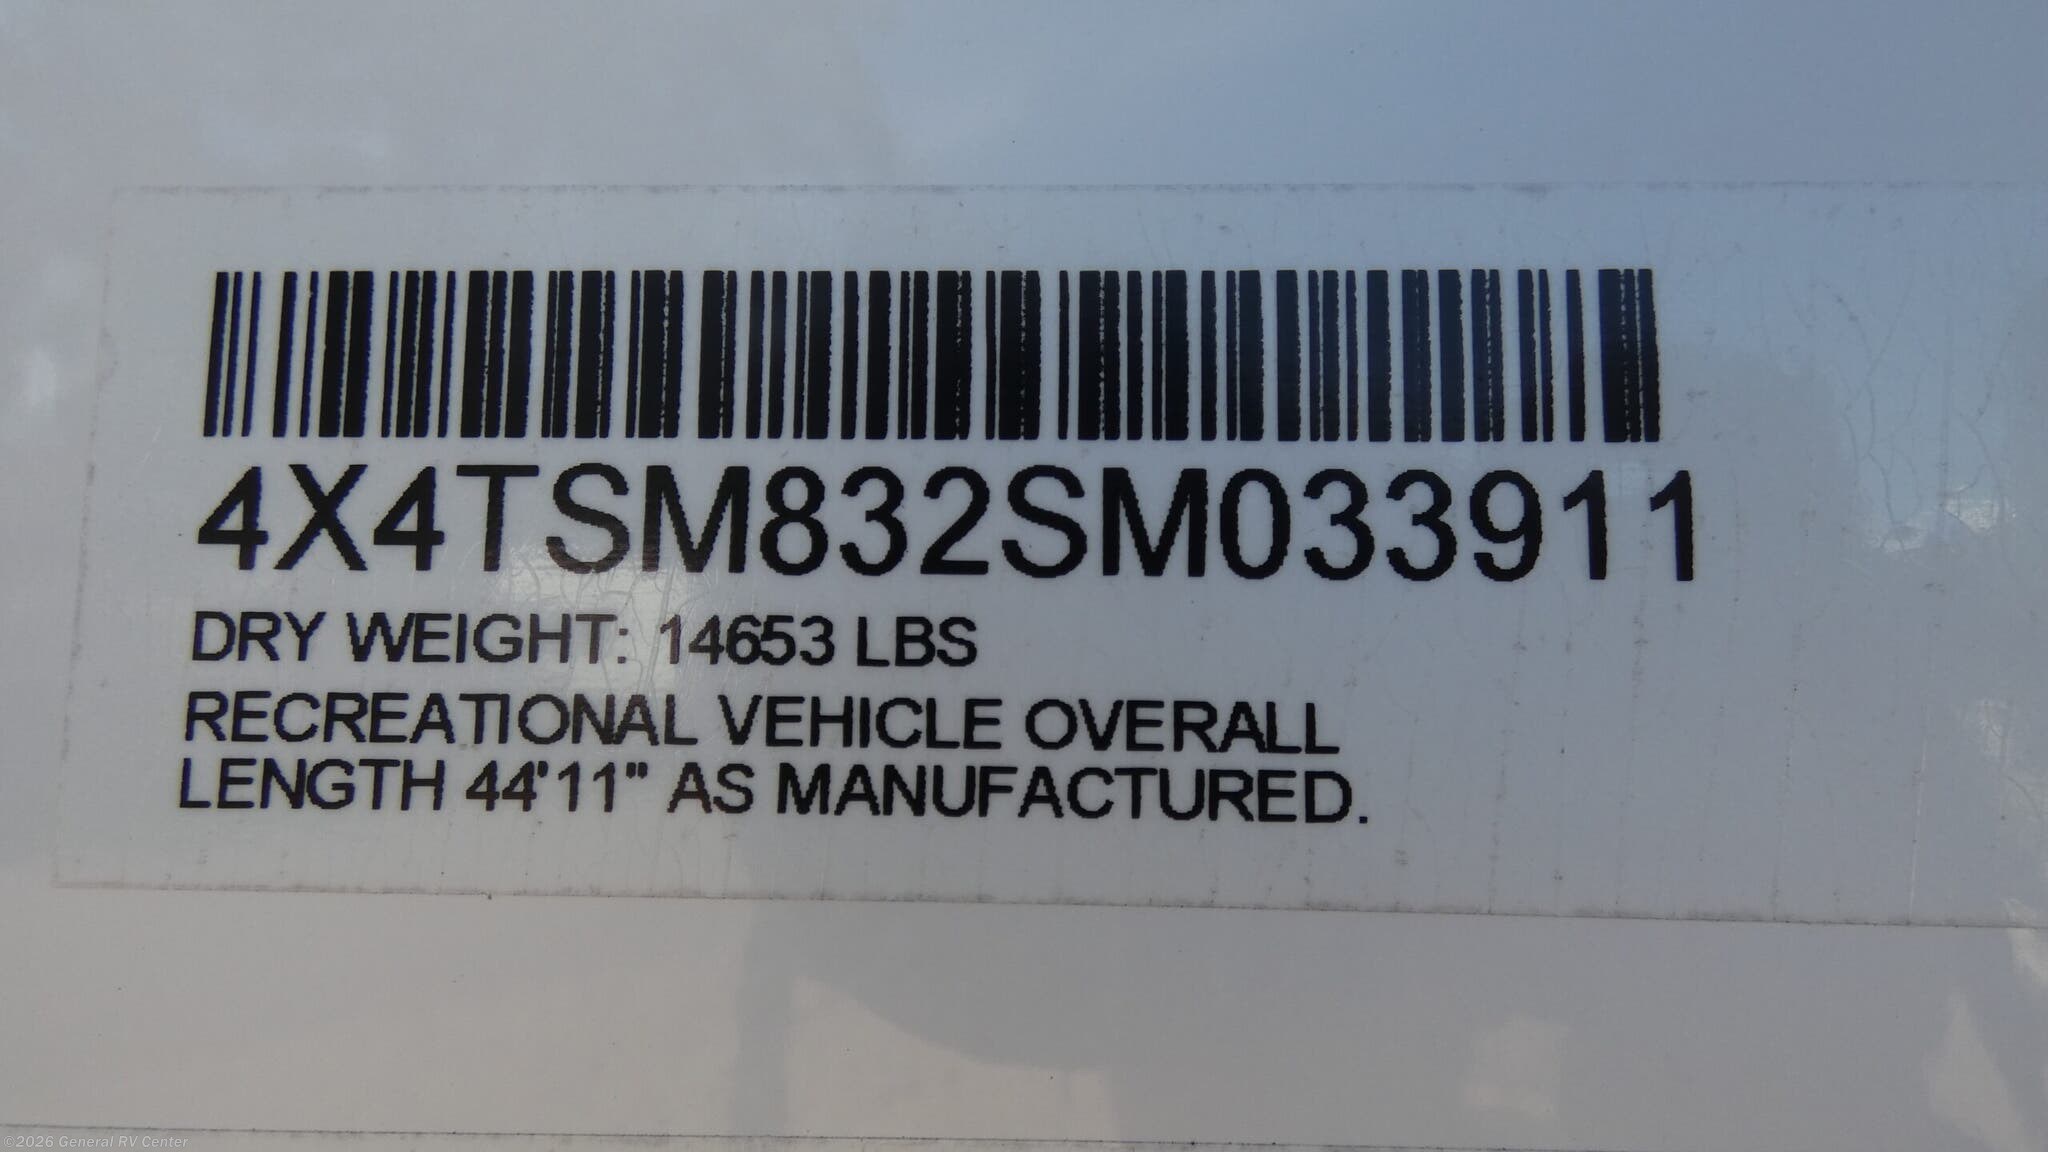 4X4TSM832SM033911
DRY WEIGHT: 14653 LBS
RECREATIONAL VEHICLE OVERALL
LENGTH 44'11" AS MANUFACTURED.
©2026 General RV Center